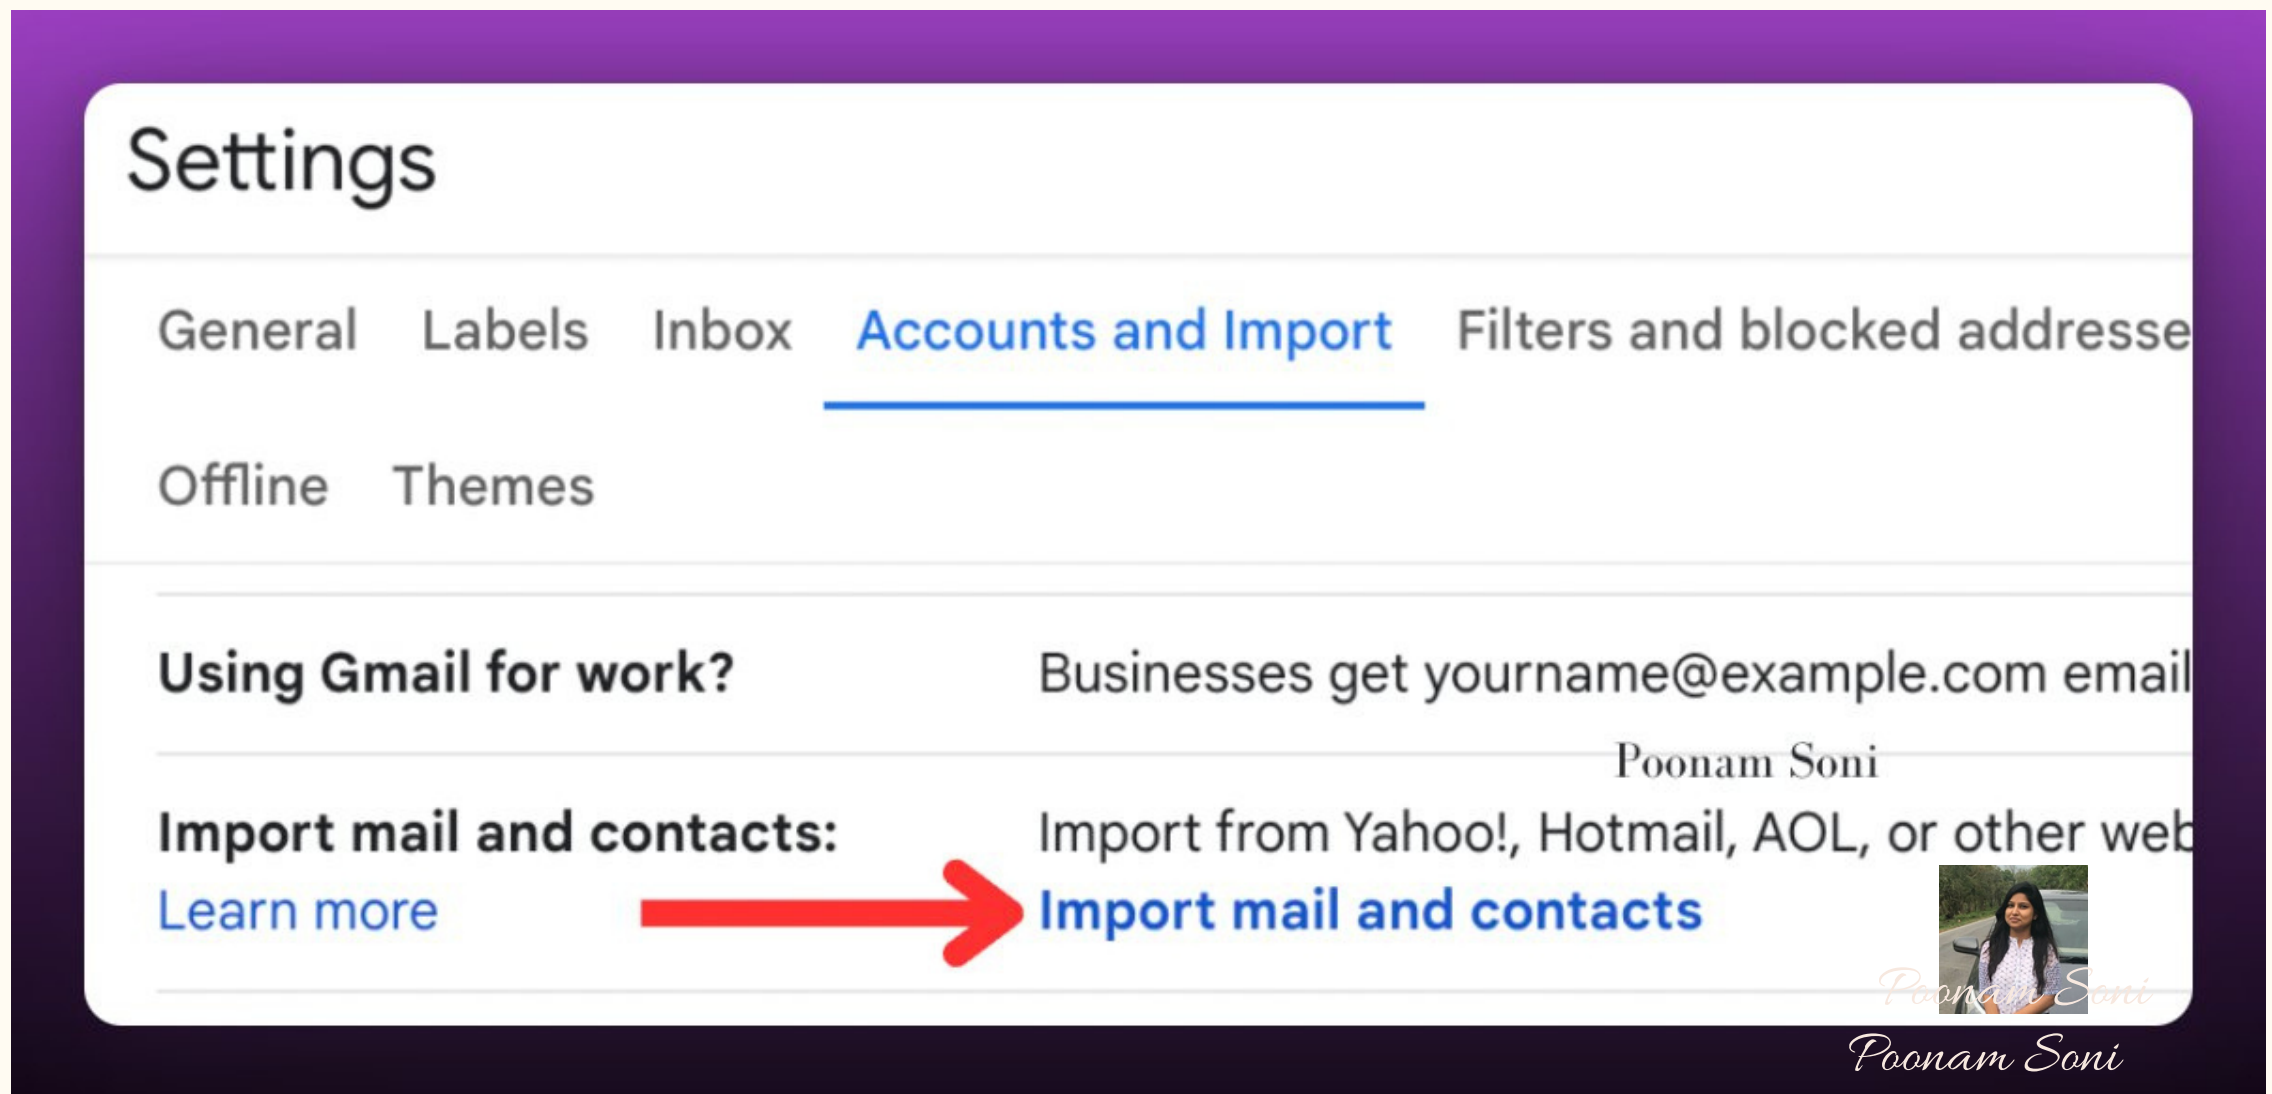 Settings
General Labels Inbox Accounts and Import Filters and blocked addresse
Offline Themes
Using Gmail for work? Businesses get yourname@example.com email
Poonam Soni
Import mail and contacts: Import from Yahoo!, Hotmail, AOL, or other web
Learn more Import mail and contacts
Poonam Soni
Poonam Soni